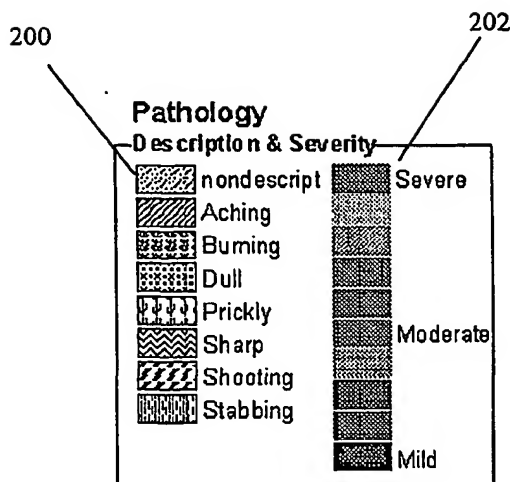 200
202
Pathology
Description & Severity
nondescript
Aching
Burning
Dull
Prickly
Sharp
Shooting
Stabbing
Severe
Moderate
Mild